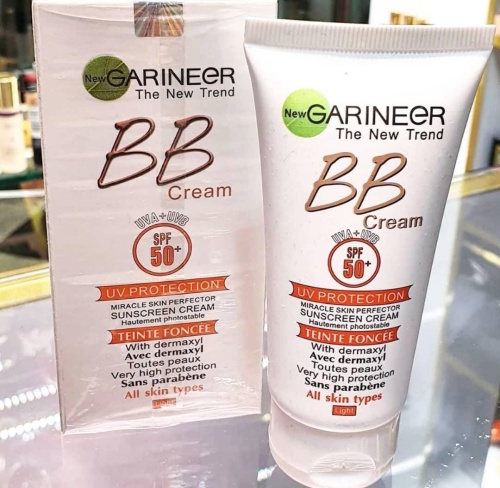 New GARINEER
The New Trend
BB
Cream
UVA+UVB
SPF
50+
UV PROTECTION
MIRACLE SKIN PERFECTOR
SUNSCREEN CREAM
Hautement photostable
TEINTE FONCÉE
With dermaxyl
Avec dermaxyl
Toutes peaux
Very high protection
Sans parabène
All skin types
Light
New GARINEER
The New Trend
BB
Cream
UVA+UVB
SPF
50+
UV PROTECTION
MIRACLE SKIN PERFECTOR
SUNSCREEN CREAM
Hautement photostable
TEINTE FONCÉE
With dermaxyl
Avec dermaxyl
Toutes peaux
Very high protection
Sans parabène
All skin types
Light